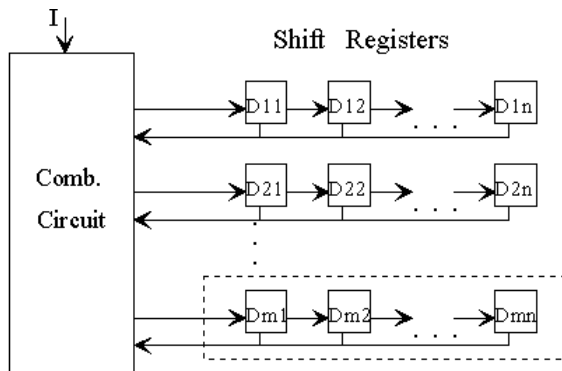 I
Shift Registers
D11 D12 . . . D1n
Comb.
Circuit
D21 D22 . . . D2n
Dm1 Dm2 . . . Dmn